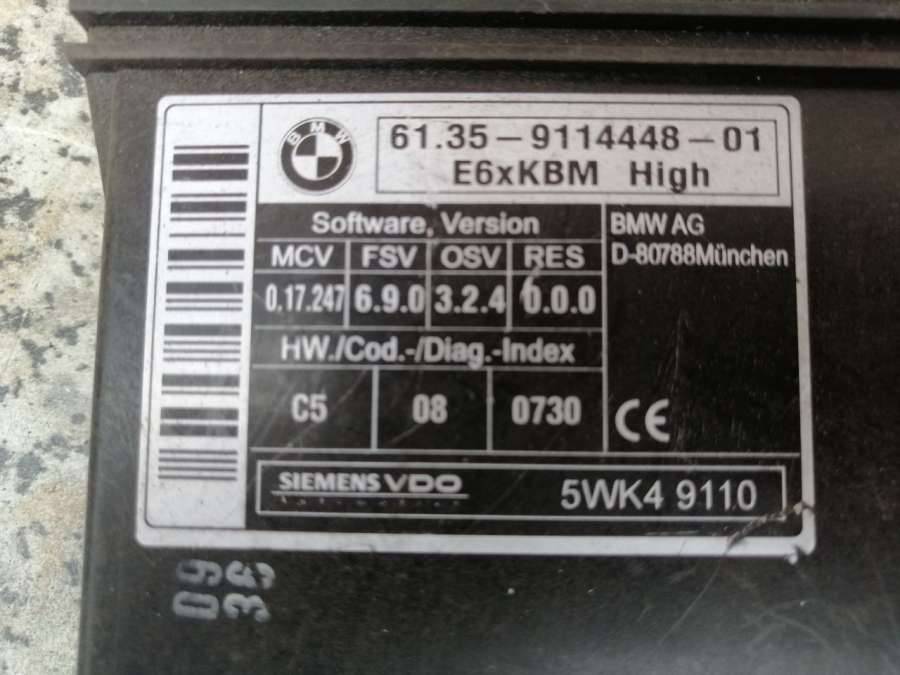 BMW
61.35-9114448-01
E6xKBM High
Software, Version
MCV FSV OSV RES
0.17.247 6.9.0 3.2.4 0.0.0
HW./Cod.-/Diag.-Index
C5 08 0730
BMW AG
D-80788München
CE
SIEMENS VDO
5WK4 9110
09